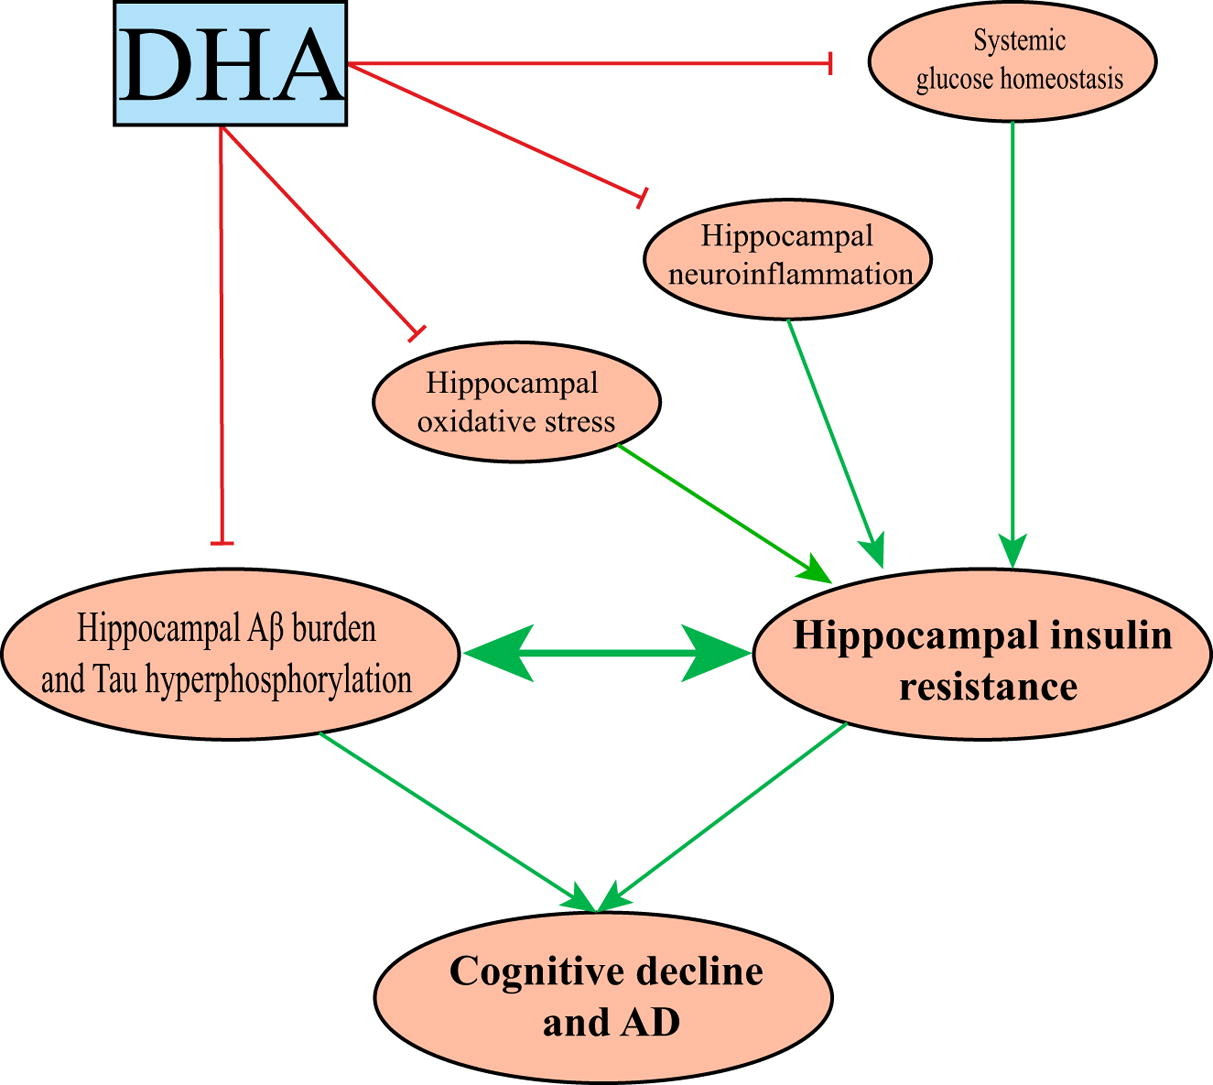 DHA
Systemic
glucose homeostasis
Hippocampal
neuroinflammation
Hippocampal
oxidative stress
Hippocampal Aβ burden
and Tau hyperphosphorylation
Hippocampal insulin
resistance
Cognitive decline
and AD